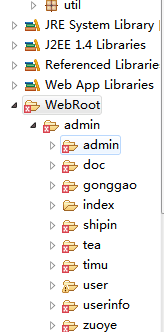 util
JRE System Library
J2EE 1.4 Libraries
Referenced Librarie
Web App Libraries
WebRoot
admin
admin
doc
gonggao
index
shipin
tea
timu
user
userinfo
zuoye